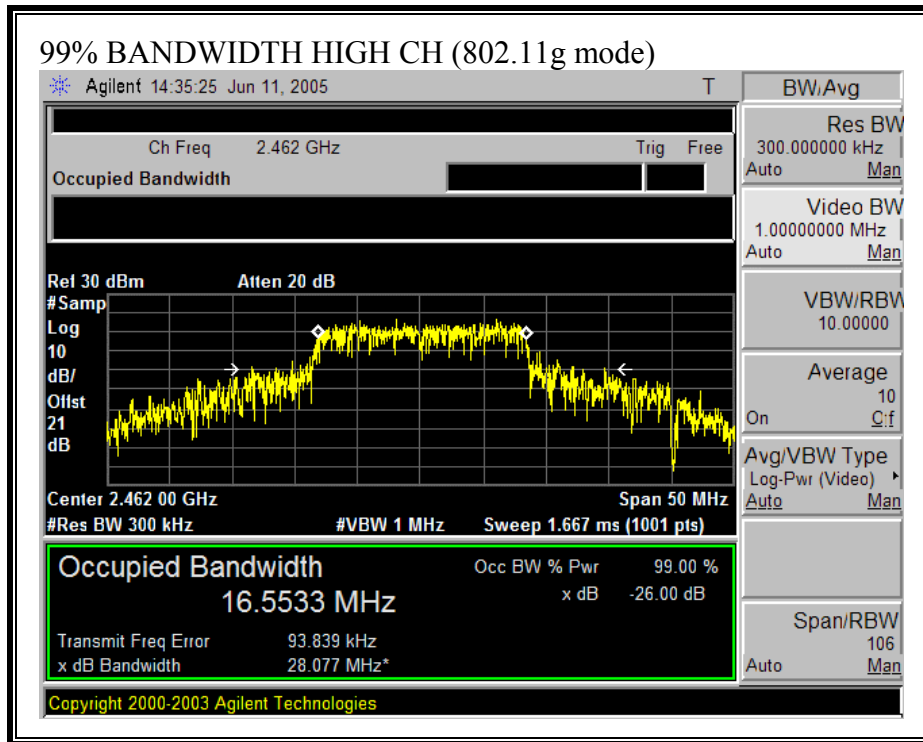 99% BANDWIDTH HIGH CH (802.11g mode)
Agilent 14:35:25 Jun 11, 2005 T
Ch Freq 2.462 GHz Trig Free
Occupied Bandwidth
Ref 30 dBm Atten 20 dB
#Samp
Log
10
dB/
Offst
21
dB
Center 2.462 00 GHz Span 50 MHz
#Res BW 300 kHz #VBW 1 MHz Sweep 1.667 ms (1001 pts)
Occupied Bandwidth
16.5533 MHz
Occ BW % Pwr 99.00 %
x dB -26.00 dB
Transmit Freq Error 93.839 kHz
x dB Bandwidth 28.077 MHz*
Copyright 2000-2003 Agilent Technologies
BW/Avg
Res BW
300.000000 kHz
Auto Man
Video BW
1.00000000 MHz
Auto Man
VBW/RBW
10.00000
Average
10
On Off
Avg/VBW Type
Log-Pwr (Video)
Auto Man
Span/RBW
106
Auto Man